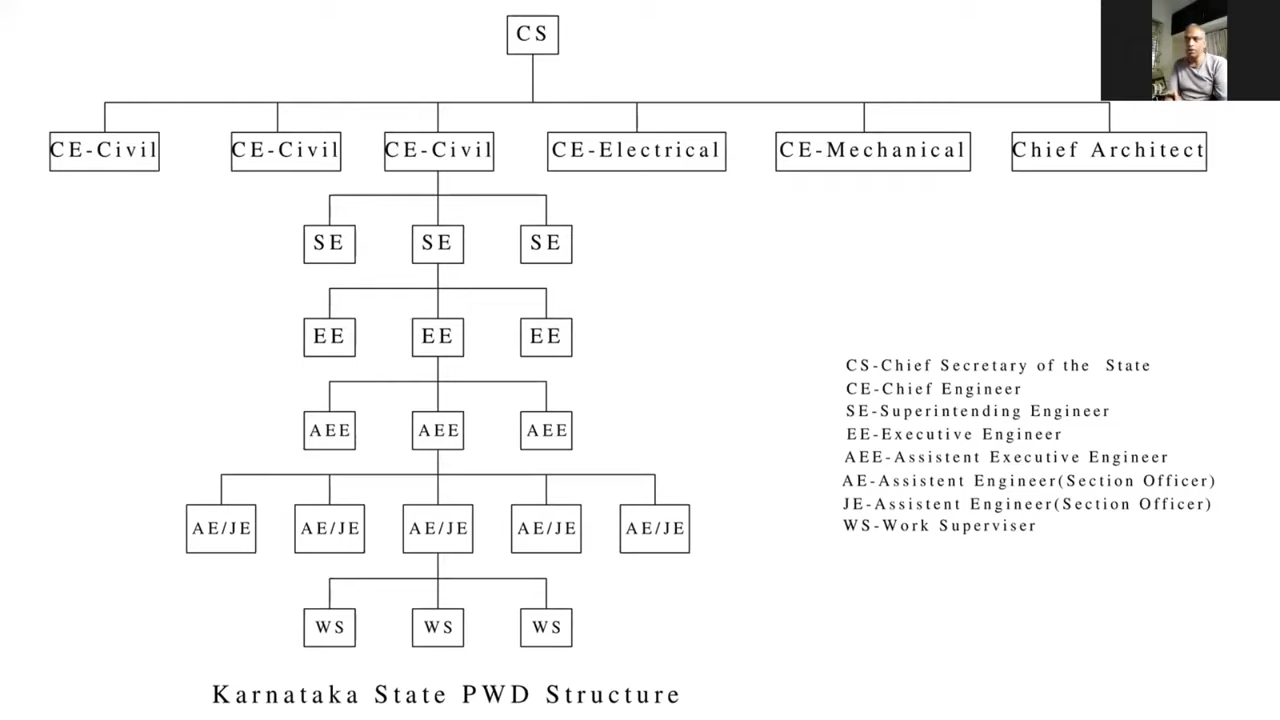 CS
CE-Civil CE-Civil CE-Civil CE-Electrical CE-Mechanical Chief Architect
SE SE SE
EE EE EE
AEE AEE AEE
AE/JE AE/JE AE/JE AE/JE AE/JE
WS WS WS
Karnataka State PWD Structure
CS-Chief Secretary of the State
CE-Chief Engineer
SE-Superintending Engineer
EE-Executive Engineer
AEE-Assistent Executive Engineer
AE-Assistent Engineer(Section Officer)
JE-Assistent Engineer(Section Officer)
WS-Work Superviser